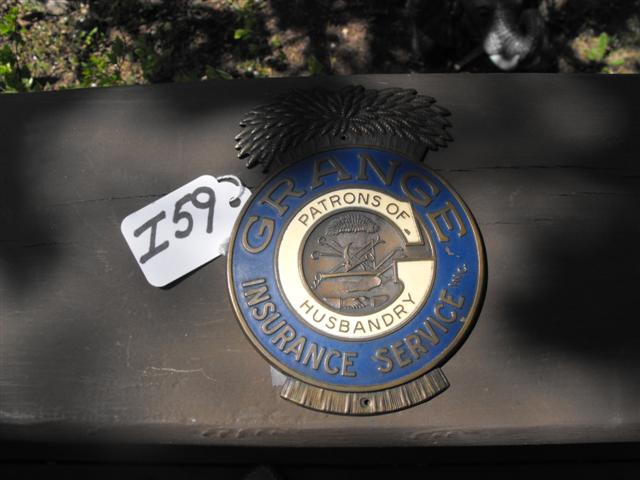 I59
GRANGE
PATRONS OF
HUSBANDRY
INSURANCE SERVICE INC.